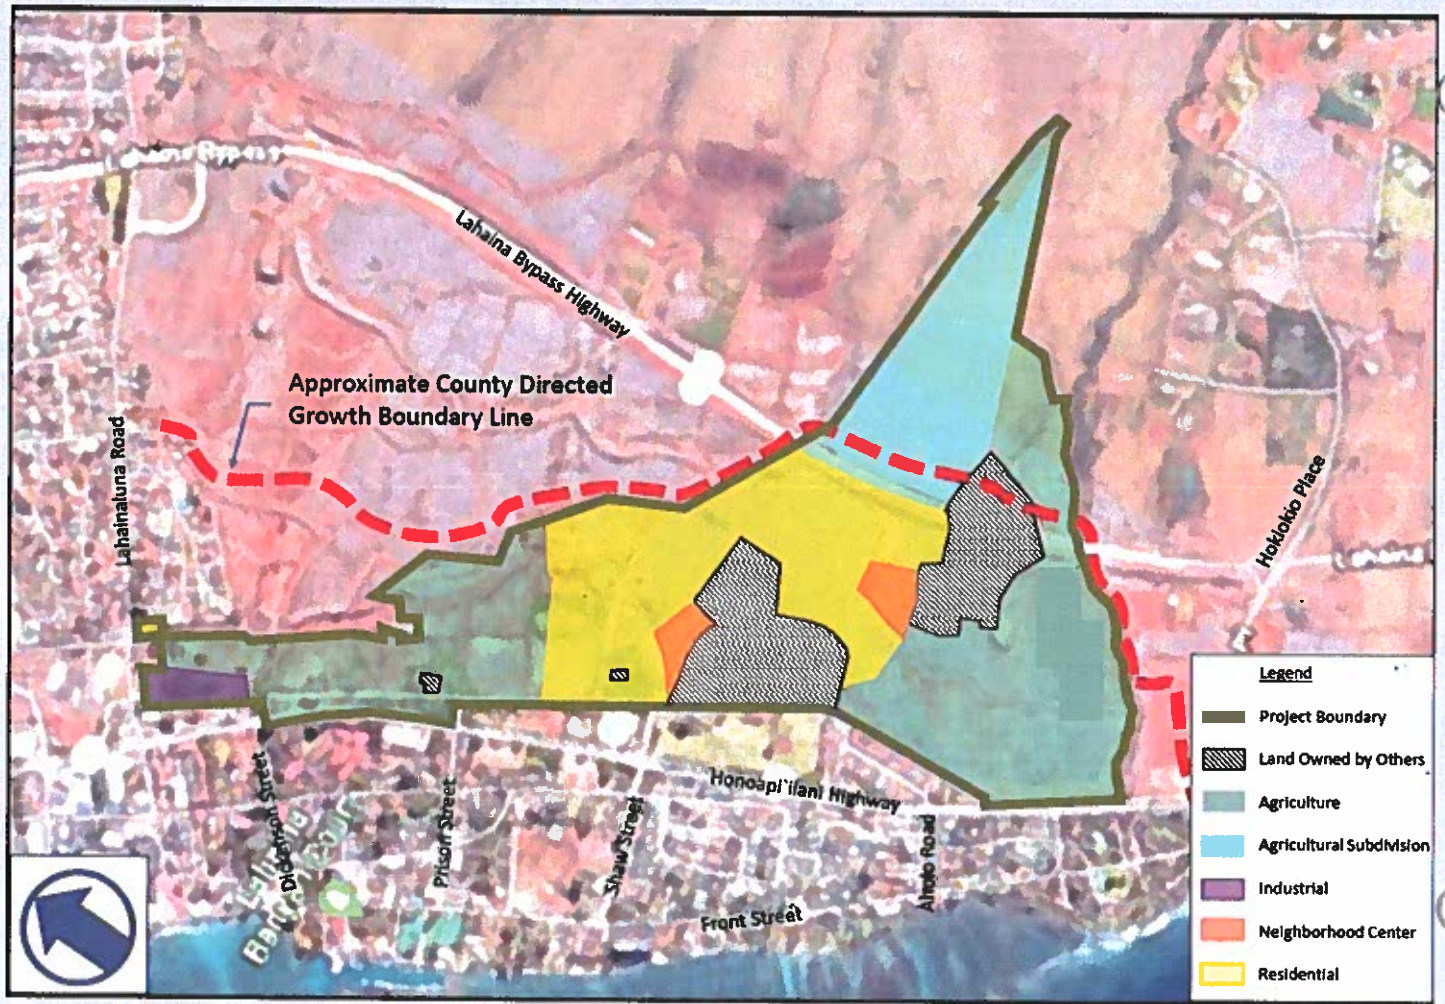 Lahaina Bypass Highway
Approximate County Directed
Growth Boundary Line
Lahainaluna Road
Hokiokio Place
Dickenson Street
Prison Street
Shaw Street
Honoapi`ilani Highway
Aholo Road
Front Street
Legend
Project Boundary
Land Owned by Others
Agriculture
Agricultural Subdivision
Industrial
Neighborhood Center
Residential